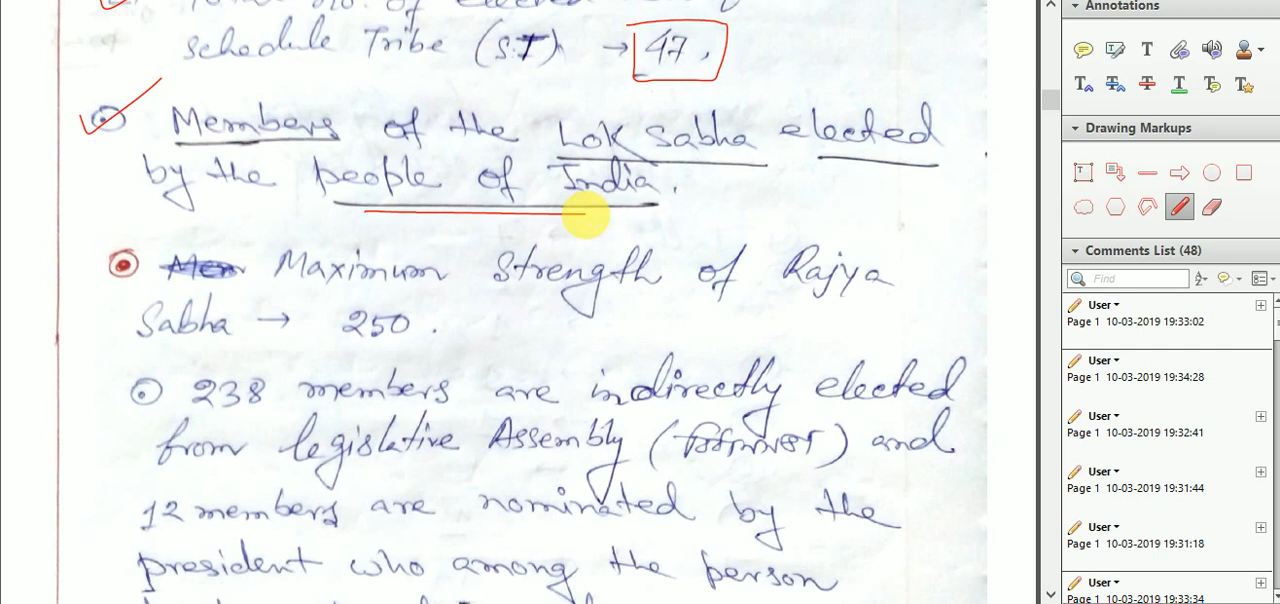 schedule Tribe (S.T) → 47.
Members of the Lok Sabha elected
by the people of India.
Maximum Strength of Rajya
Sabha → 250.
238 members are indirectly elected
from legislative Assembly ( ) and
12 members are nominated by the
president who among the person
Annotations
Drawing Markups
Comments List (48)
Find
User
Page 1 10-03-2019 19:33:02
User
Page 1 10-03-2019 19:34:28
User
Page 1 10-03-2019 19:32:41
User
Page 1 10-03-2019 19:31:44
User
Page 1 10-03-2019 19:31:18
User
Page 1 10-03-2019 19:33:34